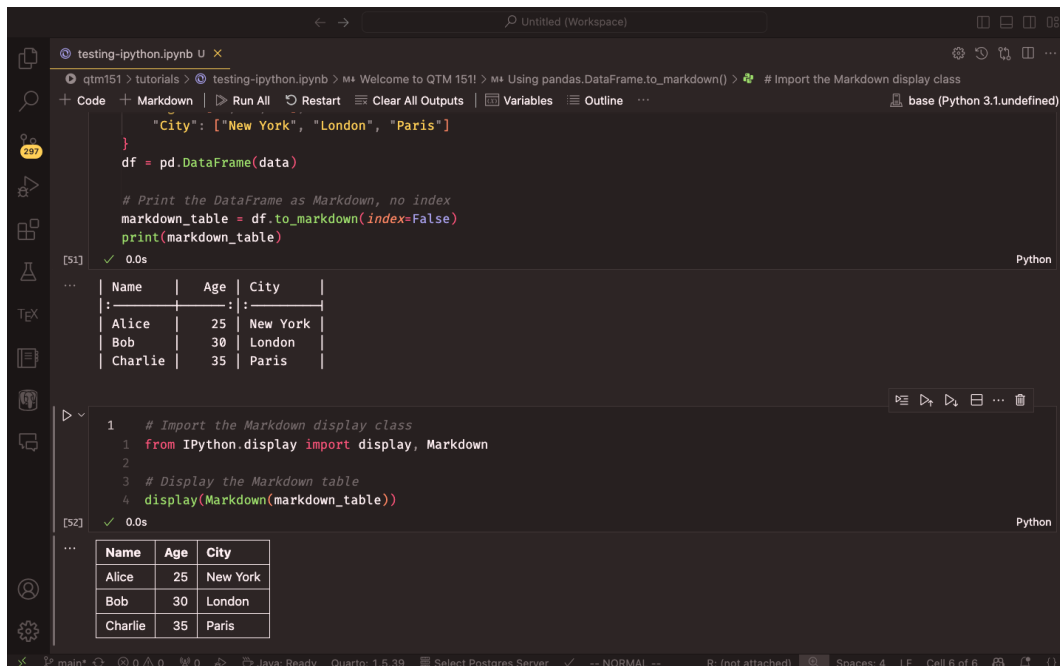 ← → Untitled (Workspace)
testing-ipython.ipynb U ×
qtm151 > tutorials > testing-ipython.ipynb > M↓ Welcome to QTM 151! > M↓ Using pandas.DataFrame.to_markdown() > # Import the Markdown display class
+ Code + Markdown Run All Restart Clear All Outputs Variables Outline ... base (Python 3.1.undefined)
"City": ["New York", "London", "Paris"]
}
df = pd.DataFrame(data)
# Print the DataFrame as Markdown, no index
markdown_table = df.to_markdown(index=False)
print(markdown_table)
[51] ✓ 0.0s Python
... | Name | Age | City |
|:--------|------:|:---------|
| Alice | 25 | New York |
| Bob | 30 | London |
| Charlie | 35 | Paris |
1 # Import the Markdown display class
1 from IPython.display import display, Markdown
2
3 # Display the Markdown table
4 display(Markdown(markdown_table))
[52] ✓ 0.0s Python
... Name Age City
Alice 25 New York
Bob 30 London
Charlie 35 Paris
297
TEX
main* 0 0 0 Java: Ready Quarto: 1.5.39 Select Postgres Server ✓ -- NORMAL -- R: (not attached) Spaces: 4 LF Cell 6 of 6